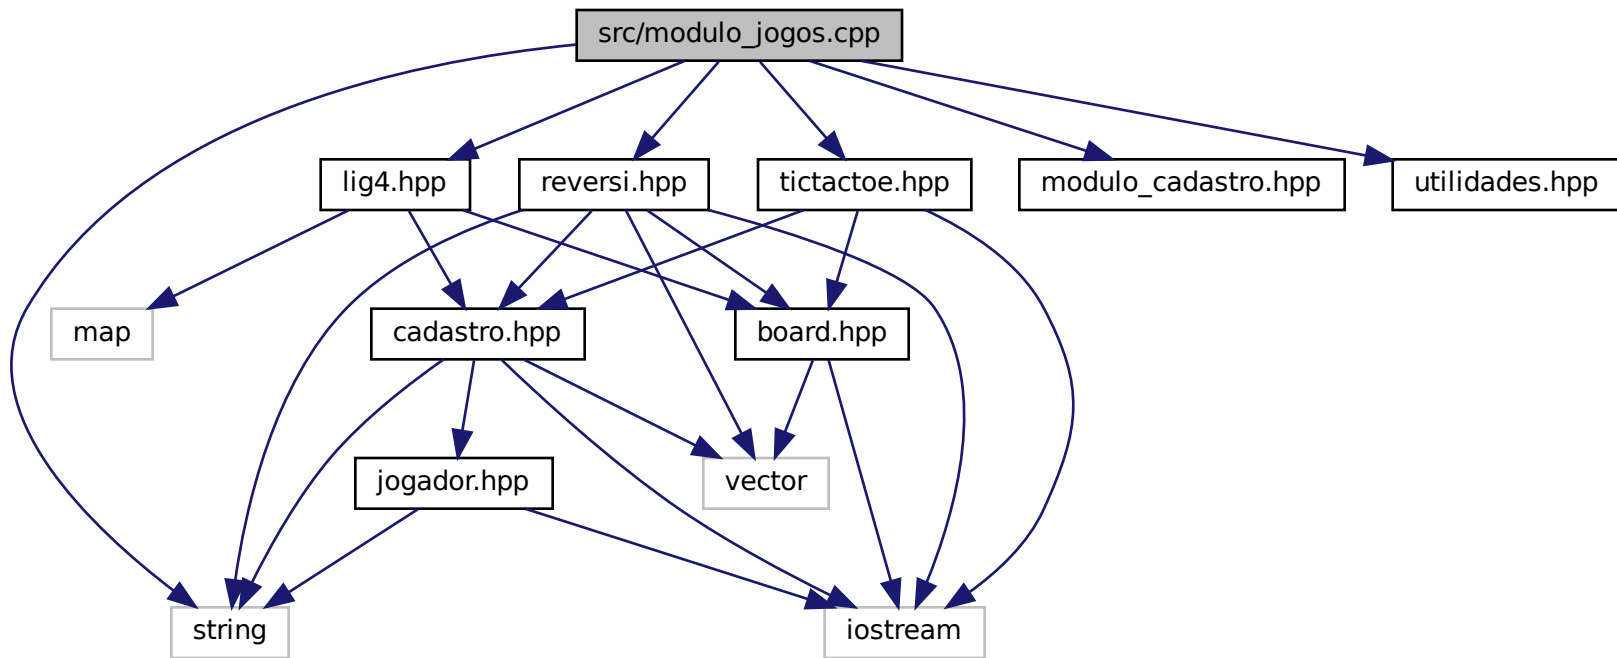 src/modulo_jogos.cpp
lig4.hpp
reversi.hpp
tictactoe.hpp
modulo_cadastro.hpp
utilidades.hpp
map
cadastro.hpp
board.hpp
jogador.hpp
vector
string
iostream